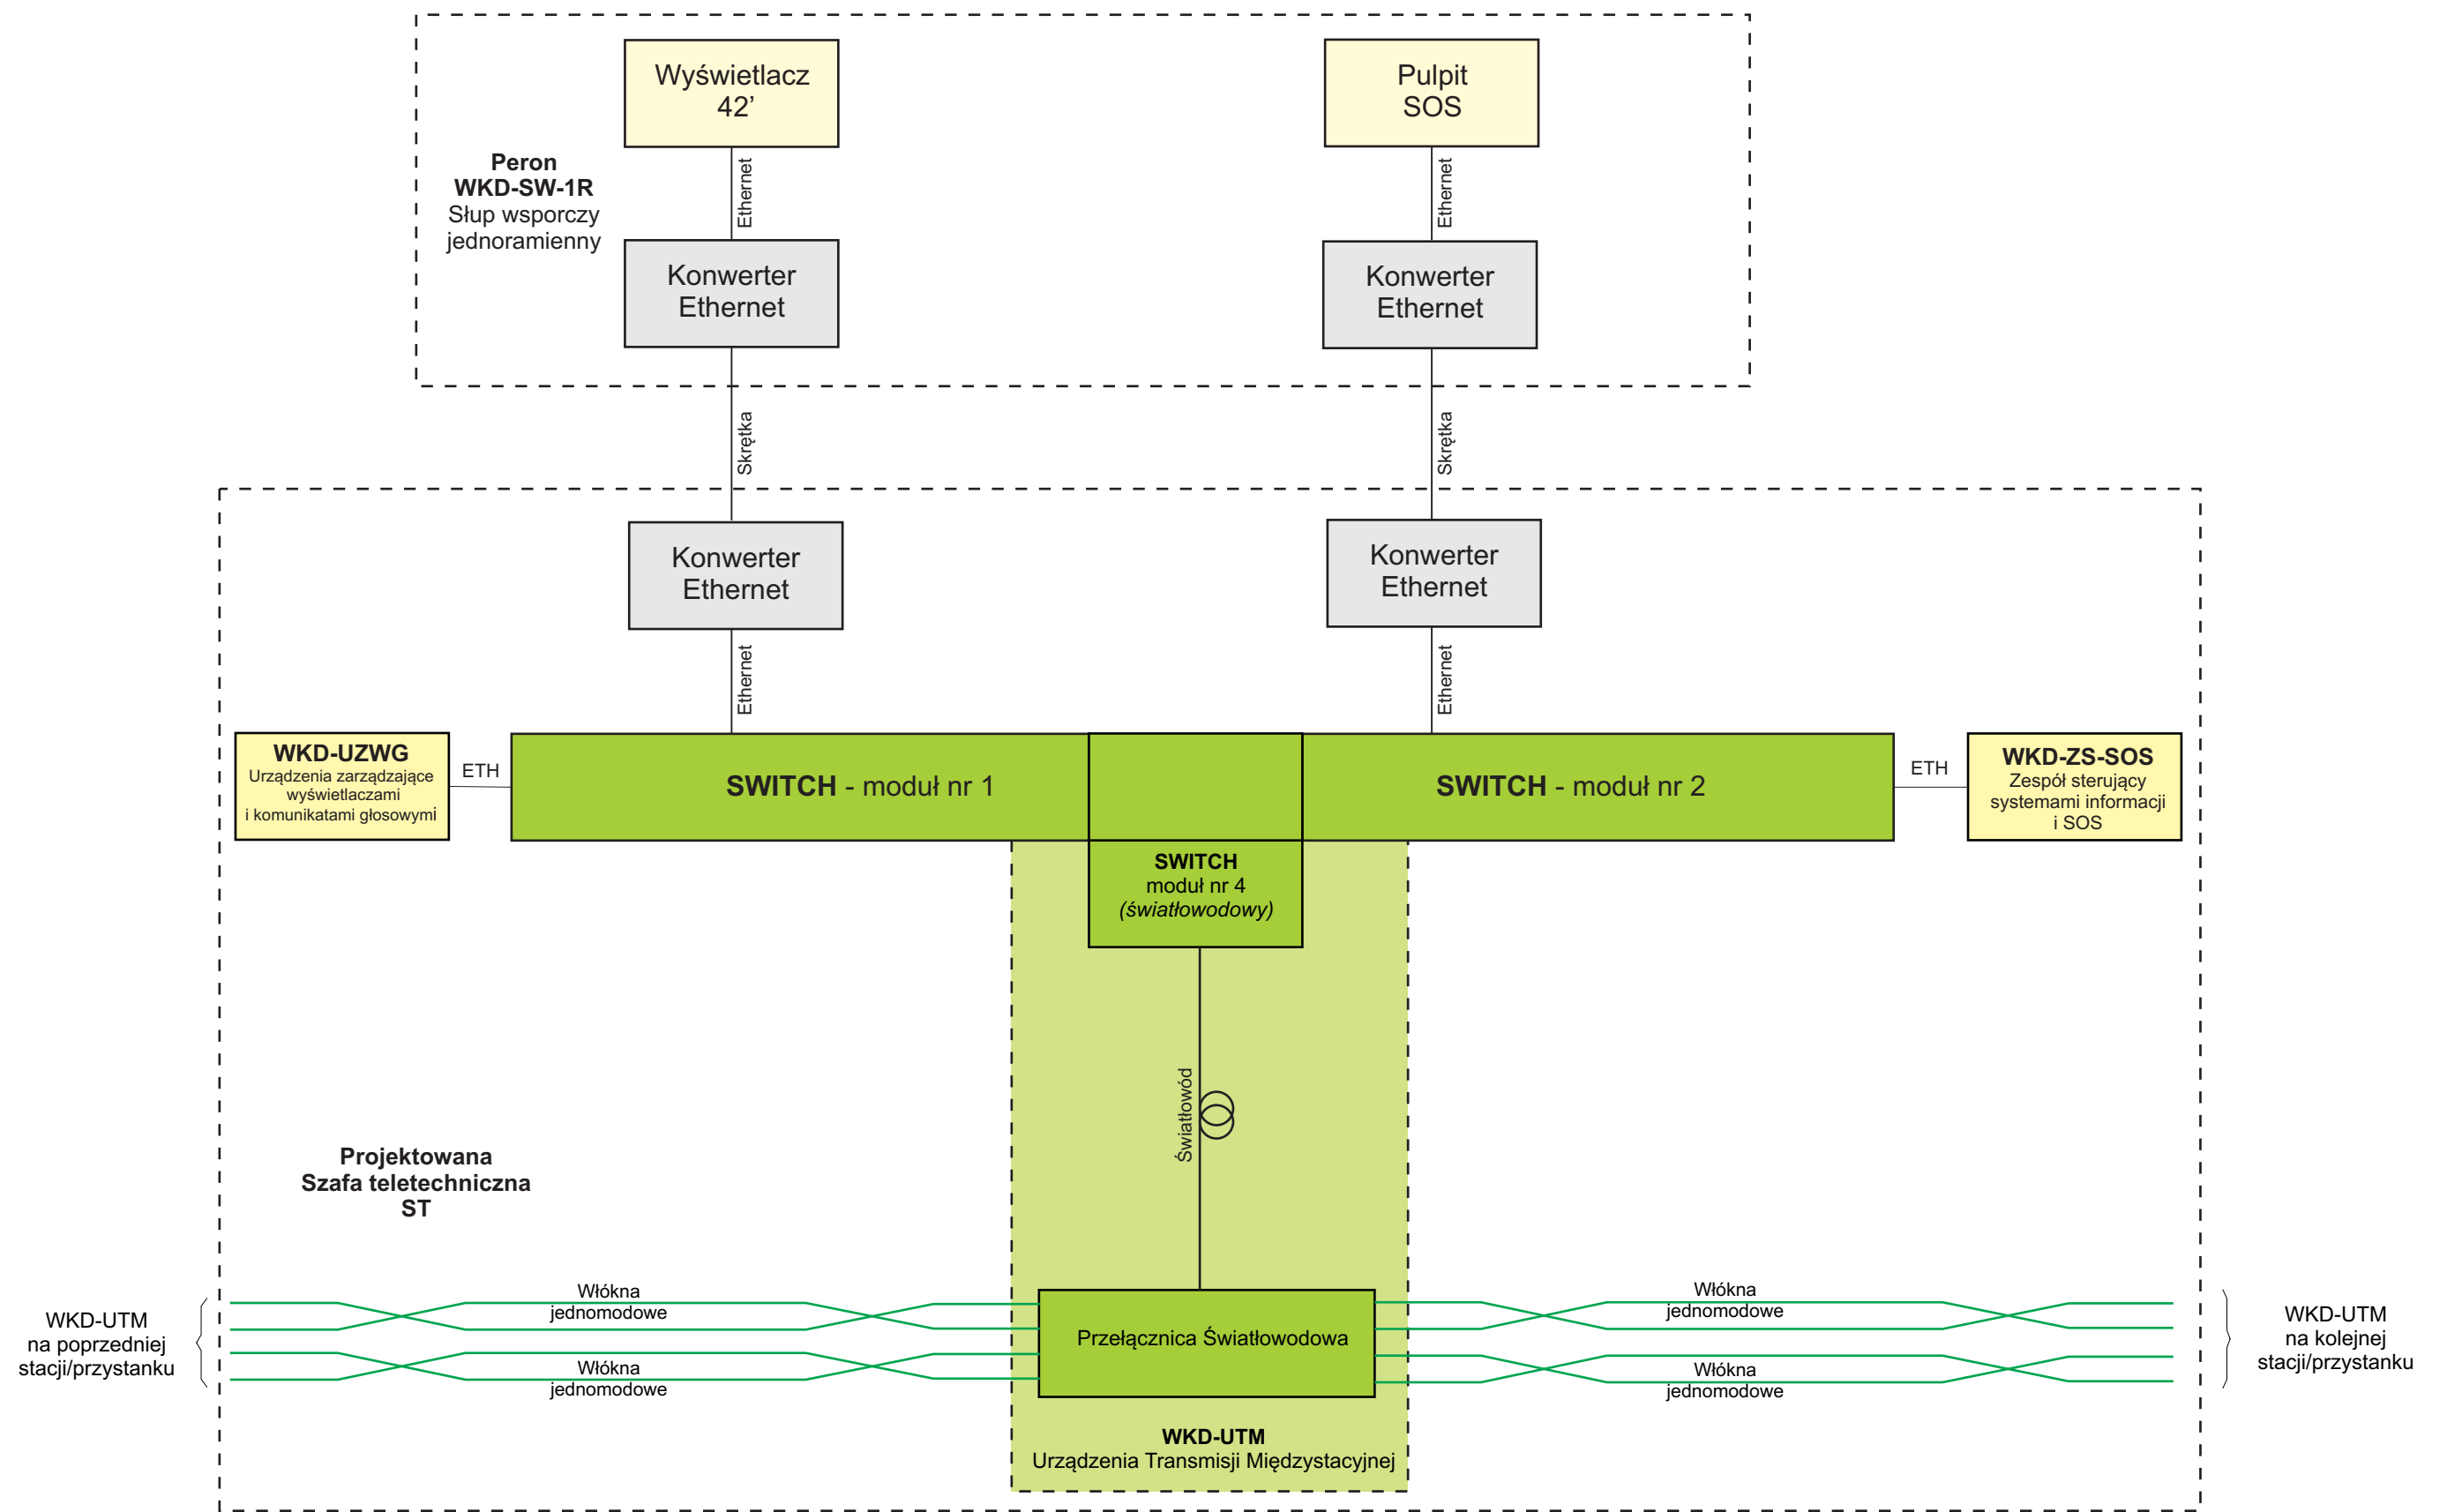 Wyświetlacz
42’
Pulpit
SOS
Peron
WKD-SW-1R
Słup wsporczy
jednoramienny
Ethernet
Ethernet
Konwerter
Ethernet
Konwerter
Ethernet
Skrętka
Skrętka
Konwerter
Ethernet
Konwerter
Ethernet
Ethernet
Ethernet
WKD-UZWG
Urządzenia zarządzające
wyświetlaczami
i komunikatami głosowymi
ETH
SWITCH - moduł nr 1
SWITCH - moduł nr 2
ETH
WKD-ZS-SOS
Zespół sterujący
systemami informacji
i SOS
SWITCH
moduł nr 4
(światłowodowy)
Światłowód
Projektowana
Szafa teletechniczna
ST
WKD-UTM
na poprzedniej
stacji/przystanku
Włókna
jednomodowe
Włókna
jednomodowe
Przełącznica Światłowodowa
Włókna
jednomodowe
Włókna
jednomodowe
WKD-UTM
na kolejnej
stacji/przystanku
WKD-UTM
Urządzenia Transmisji Międzystacyjnej